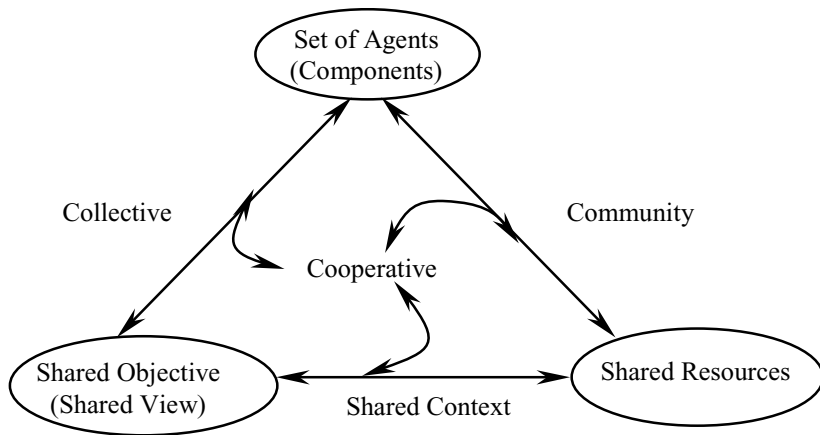 Set of Agents
(Components)
Collective
Community
Cooperative
Shared Objective
(Shared View)
Shared Resources
Shared Context